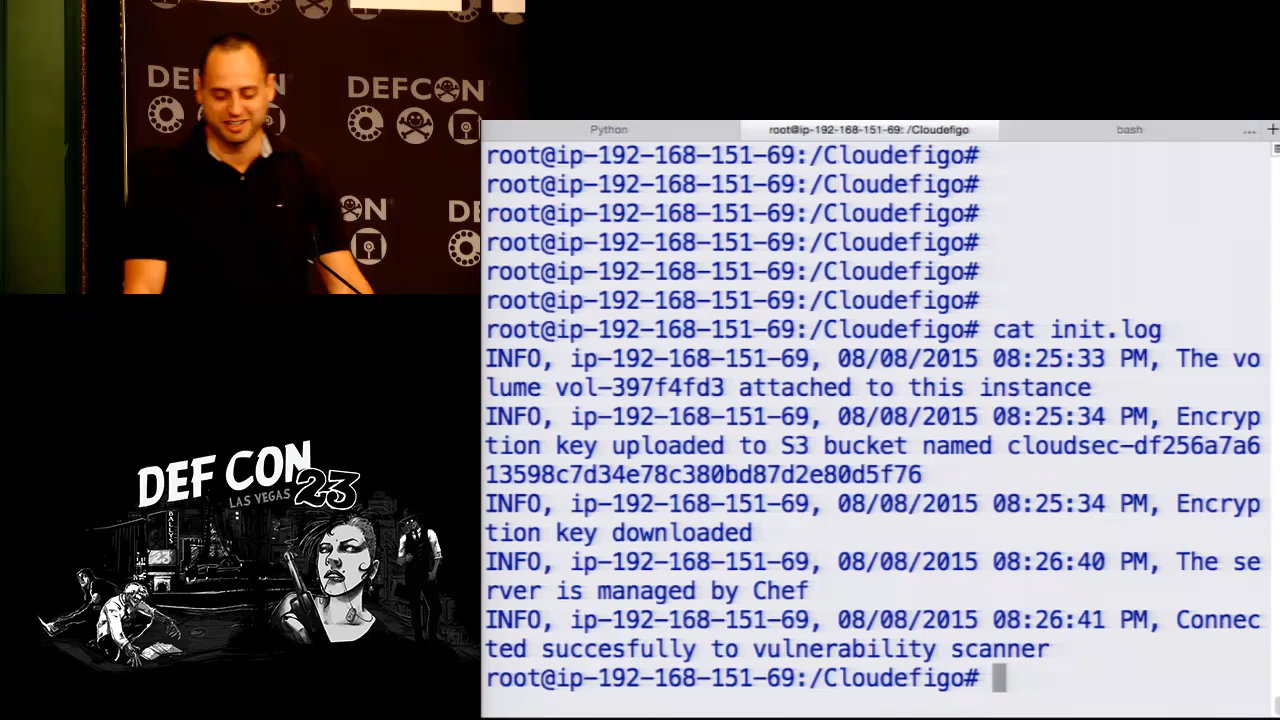 DEFCON
DEFCON
DEF CON
LAS VEGAS 23
BALLY'S
23
Python
root@ip-192-168-151-69: /Cloudefigo
bash
... +
root@ip-192-168-151-69:/Cloudefigo#
root@ip-192-168-151-69:/Cloudefigo#
root@ip-192-168-151-69:/Cloudefigo#
root@ip-192-168-151-69:/Cloudefigo#
root@ip-192-168-151-69:/Cloudefigo#
root@ip-192-168-151-69:/Cloudefigo#
root@ip-192-168-151-69:/Cloudefigo# cat init.log
INFO, ip-192-168-151-69, 08/08/2015 08:25:33 PM, The vo
lume vol-397f4fd3 attached to this instance
INFO, ip-192-168-151-69, 08/08/2015 08:25:34 PM, Encryp
tion key uploaded to S3 bucket named cloudsec-df256a7a6
13598c7d34e78c380bd87d2e80d5f76
INFO, ip-192-168-151-69, 08/08/2015 08:25:34 PM, Encryp
tion key downloaded
INFO, ip-192-168-151-69, 08/08/2015 08:26:40 PM, The se
rver is managed by Chef
INFO, ip-192-168-151-69, 08/08/2015 08:26:41 PM, Connec
ted succesfully to vulnerability scanner
root@ip-192-168-151-69:/Cloudefigo#